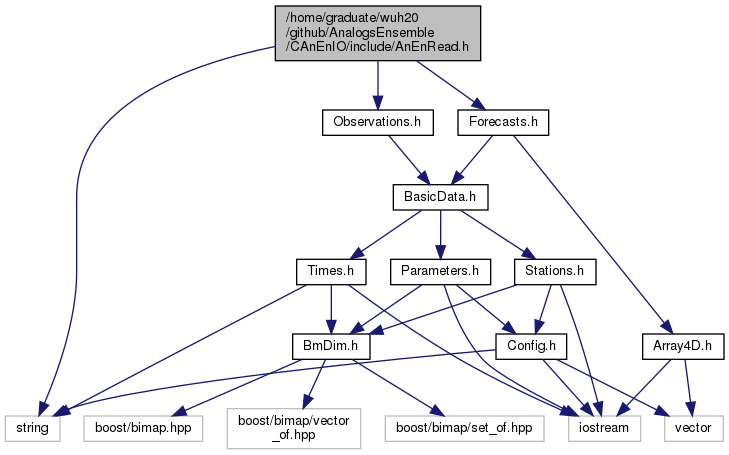 /home/graduate/wuh20
/github/AnalogsEnsemble
/CAnEnIO/include/AnEnRead.h
Observations.h
Forecasts.h
BasicData.h
Times.h
Parameters.h
Stations.h
BmDim.h
Config.h
Array4D.h
string
boost/bimap.hpp
boost/bimap/vector
_of.hpp
boost/bimap/set_of.hpp
iostream
vector